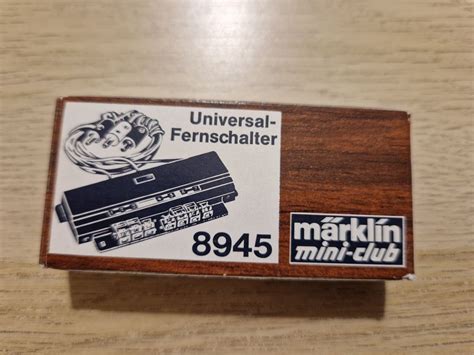 Universal-
Fernschalter
8945
märklin
mini-club